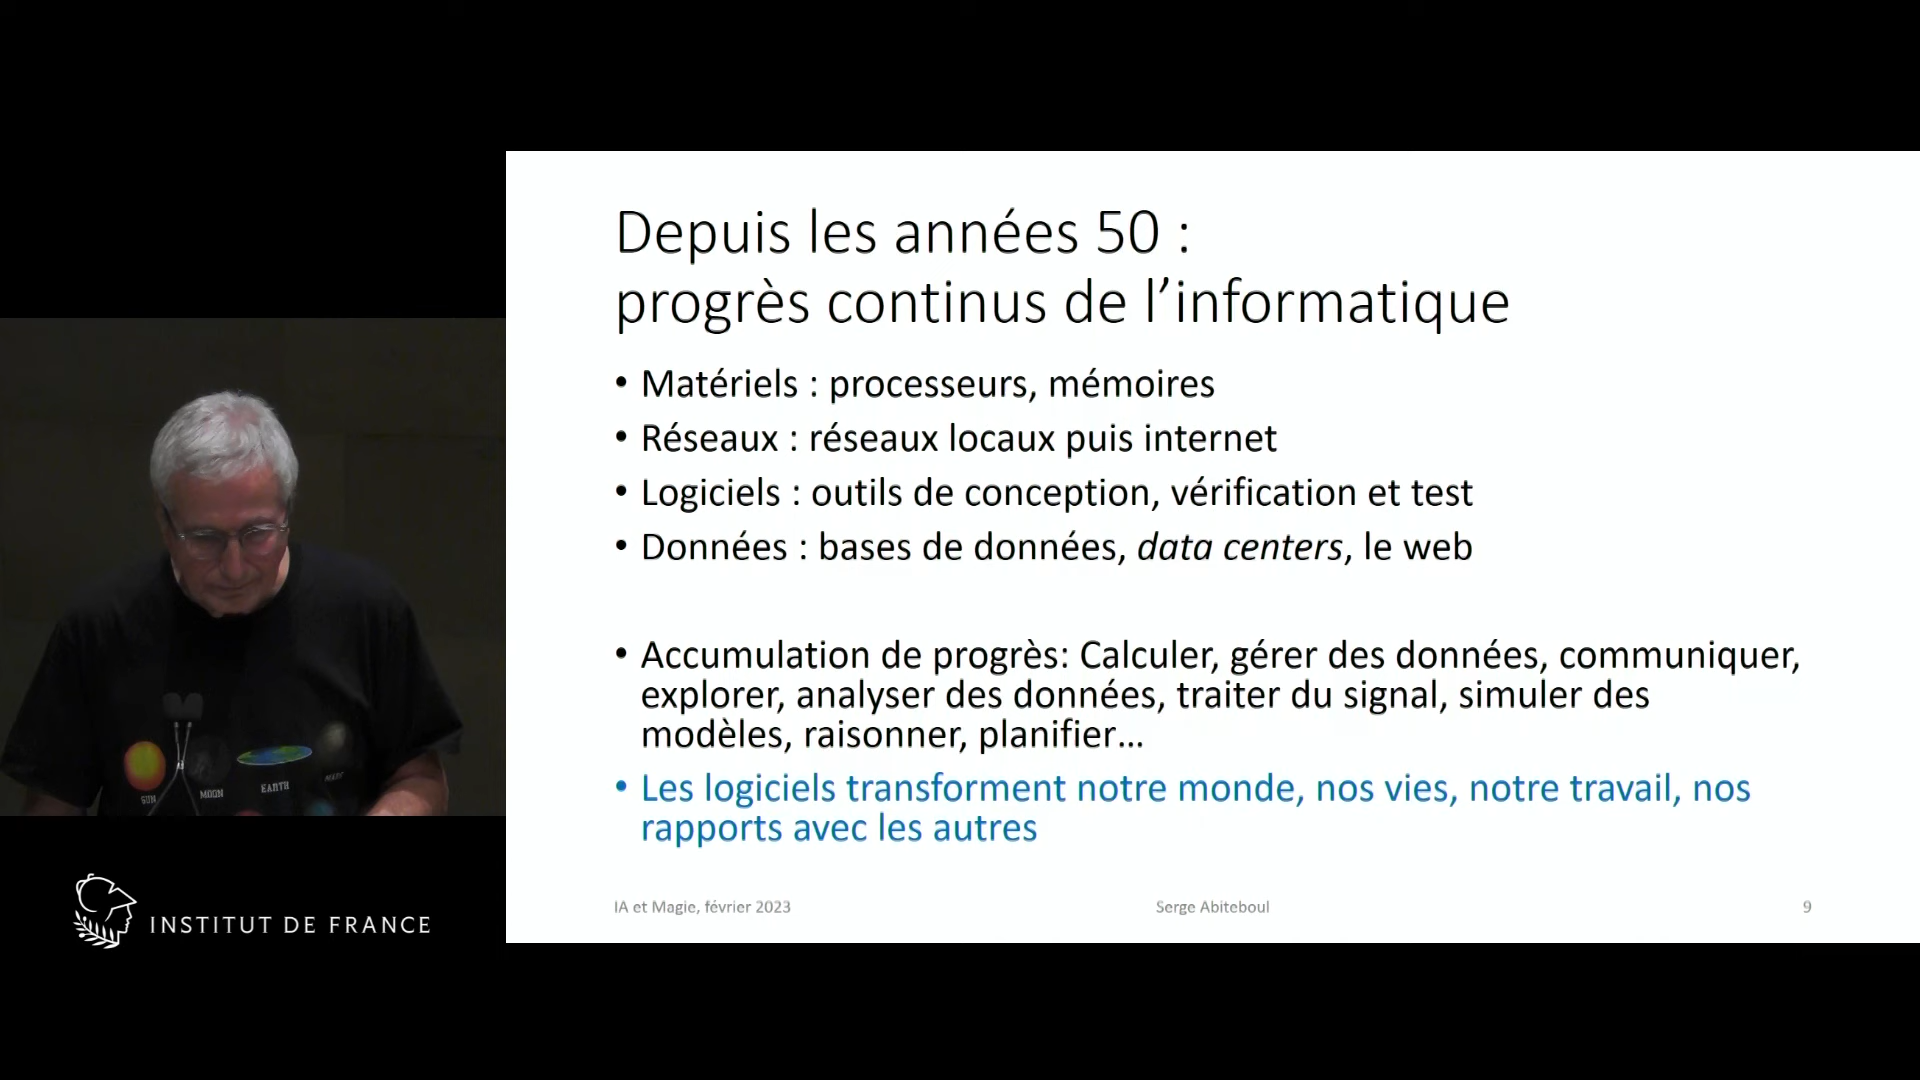 Depuis les années 50 :
progrès continus de l’informatique
• Matériels : processeurs, mémoires
• Réseaux : réseaux locaux puis internet
• Logiciels : outils de conception, vérification et test
• Données : bases de données, data centers, le web
• Accumulation de progrès: Calculer, gérer des données, communiquer,
explorer, analyser des données, traiter du signal, simuler des
modèles, raisonner, planifier…
• Les logiciels transforment notre monde, nos vies, notre travail, nos
rapports avec les autres
IA et Magie, février 2023
Serge Abiteboul
9
SUN
MOON
EARTH
MARS
INSTITUT DE FRANCE